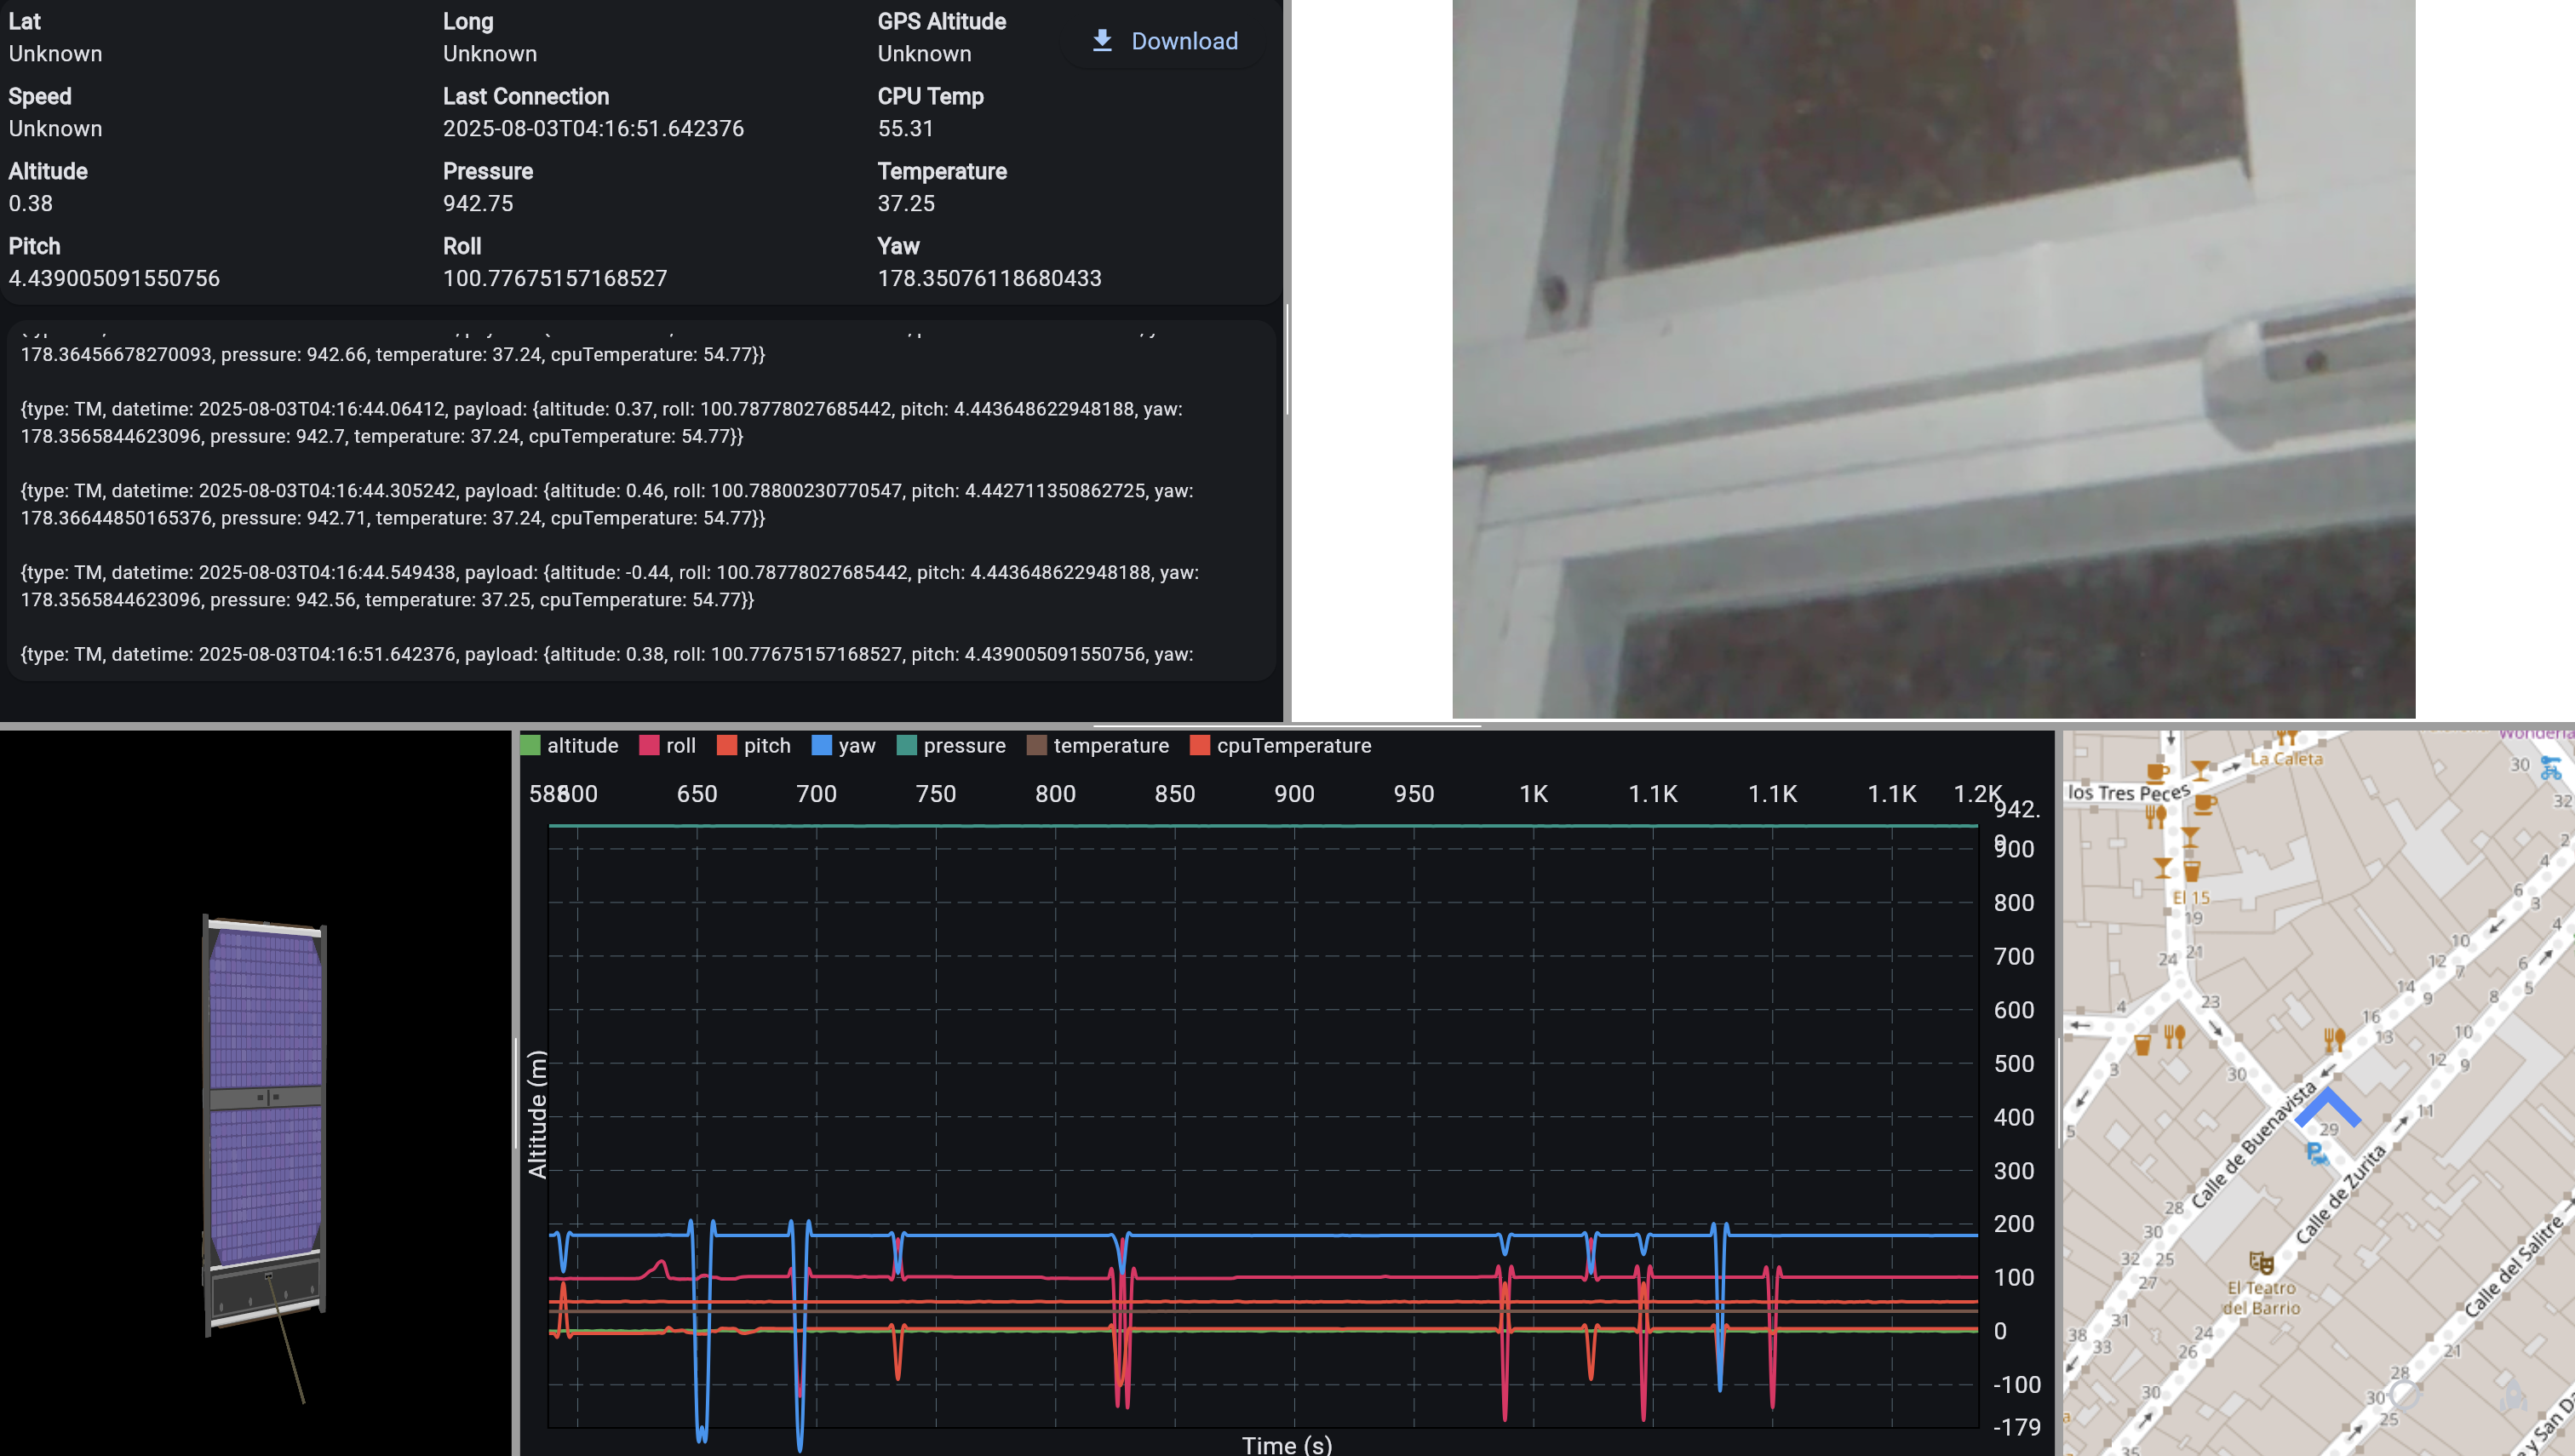 Lat
Unknown
Long
Unknown
GPS Altitude
Unknown
Download
Speed
Unknown
Last Connection
2025-08-03T04:16:51.642376
CPU Temp
55.31
Altitude
0.38
Pressure
942.75
Temperature
37.25
Pitch
4.439005091550756
Roll
100.77675157168527
Yaw
178.35076118680433
178.36456678270093, pressure: 942.66, temperature: 37.24, cpuTemperature: 54.77}}
{type: TM, datetime: 2025-08-03T04:16:44.06412, payload: {altitude: 0.37, roll: 100.78778027685442, pitch: 4.443648622948188, yaw:
178.3565844623096, pressure: 942.7, temperature: 37.24, cpuTemperature: 54.77}}
{type: TM, datetime: 2025-08-03T04:16:44.305242, payload: {altitude: 0.46, roll: 100.78800230770547, pitch: 4.442711350862725, yaw:
178.36644850165376, pressure: 942.71, temperature: 37.24, cpuTemperature: 54.77}}
{type: TM, datetime: 2025-08-03T04:16:44.549438, payload: {altitude: -0.44, roll: 100.78778027685442, pitch: 4.443648622948188, yaw:
178.3565844623096, pressure: 942.56, temperature: 37.25, cpuTemperature: 54.77}}
{type: TM, datetime: 2025-08-03T04:16:51.642376, payload: {altitude: 0.38, roll: 100.77675157168527, pitch: 4.439005091550756, yaw:
altitude roll pitch yaw pressure temperature cpuTemperature
600 650 700 750 800 850 900 950 1K 1.1K 1.1K 1.1K 1.2K
942.
900
800
700
600
500
400
300
200
100
0
-100
-179
Altitude (m)
Time (s)
La Caleta
30
32
los Tres Peces
El 15
19
21
24
2
4
6
3
4
10
12
7
6
14
9
8
5
4
23
16
13
10
12
9
3
30
11
5
29
P
Calle de Buenavista
Calle de Zurita
28
30
32
25
27
El Teatro
del Barrio
Calle del Salitre
31
38
33
24
26
21
28
30
30
25
35
y San D